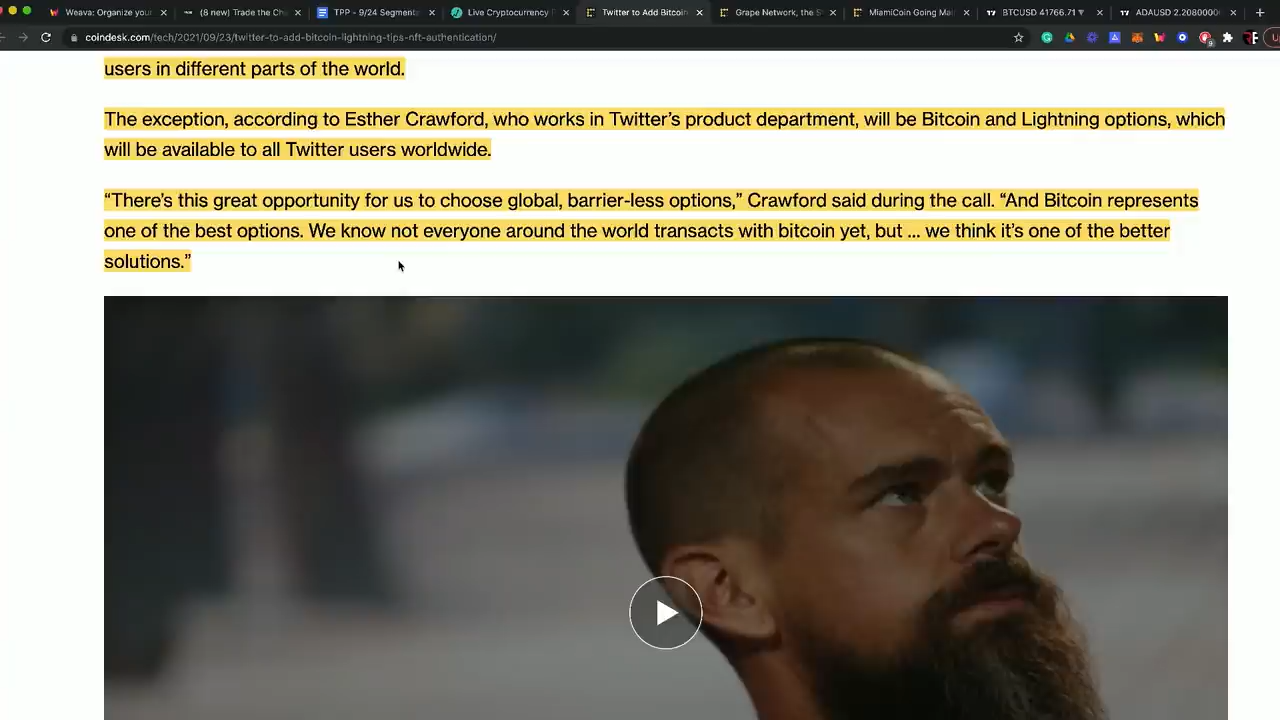 Weava: Organize your
(8 new) Trade the Cha
TPP - 9/24 Segments
Live Cryptocurrency P
Twitter to Add Bitcoin
Grape Network, the S
MiamiCoin Going Mai
BTCUSD 41766.71
ADAUSD 2.2080000
coindesk.com/tech/2021/09/23/twitter-to-add-bitcoin-lightning-tips-nft-authentication/
users in different parts of the world.
The exception, according to Esther Crawford, who works in Twitter’s product department, will be Bitcoin and Lightning options, which
will be available to all Twitter users worldwide.
“There’s this great opportunity for us to choose global, barrier-less options,” Crawford said during the call. “And Bitcoin represents
one of the best options. We know not everyone around the world transacts with bitcoin yet, but ... we think it’s one of the better
solutions.”